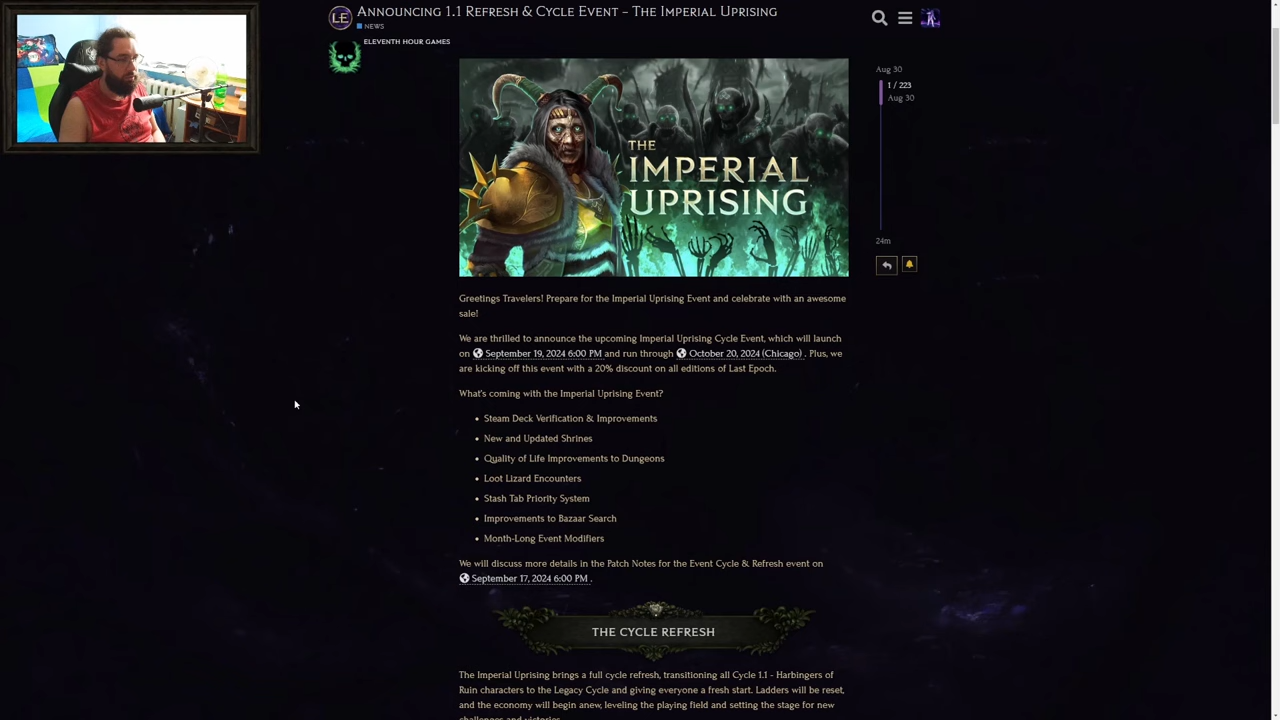 Announcing 1.1 Refresh & Cycle Event – The Imperial Uprising
LE
NEWS
ELEVENTH HOUR GAMES
THE
IMPERIAL
UPRISING
Aug 30
1 / 223
Aug 30
24m
Greetings Travelers! Prepare for the Imperial Uprising Event and celebrate with an awesome
sale!
We are thrilled to announce the upcoming Imperial Uprising Cycle Event, which will launch
on September 19, 2024 6:00 PM and run through October 20, 2024 (Chicago) . Plus, we
are kicking off this event with a 20% discount on all editions of Last Epoch.
What's coming with the Imperial Uprising Event?
• Steam Deck Verification & Improvements
• New and Updated Shrines
• Quality of Life Improvements to Dungeons
• Loot Lizard Encounters
• Stash Tab Priority System
• Improvements to Bazaar Search
• Month-Long Event Modifiers
We will discuss more details in the Patch Notes for the Event Cycle & Refresh event on
September 17, 2024 6:00 PM .
THE CYCLE REFRESH
The Imperial Uprising brings a full cycle refresh, transitioning all Cycle 1.1 - Harbingers of
Ruin characters to the Legacy Cycle and giving everyone a fresh start. Ladders will be reset,
and the economy will begin anew, leveling the playing field and setting the stage for new
challenges and victories.